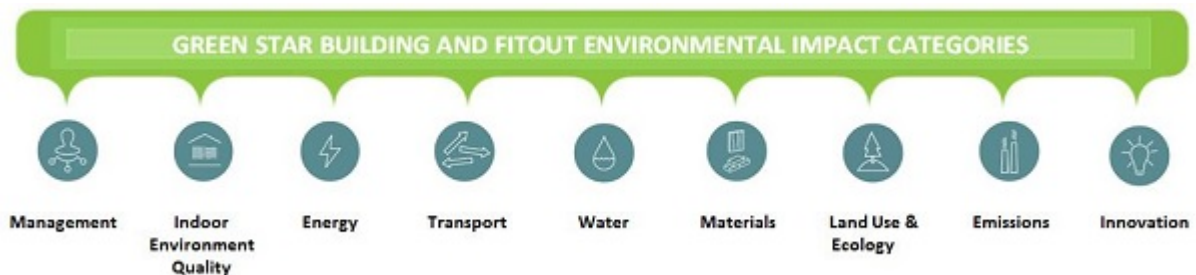 GREEN STAR BUILDING AND FITOUT ENVIRONMENTAL IMPACT CATEGORIES
Management
Indoor
Environment
Quality
Energy
Transport
Water
Materials
Land Use &
Ecology
Emissions
Innovation